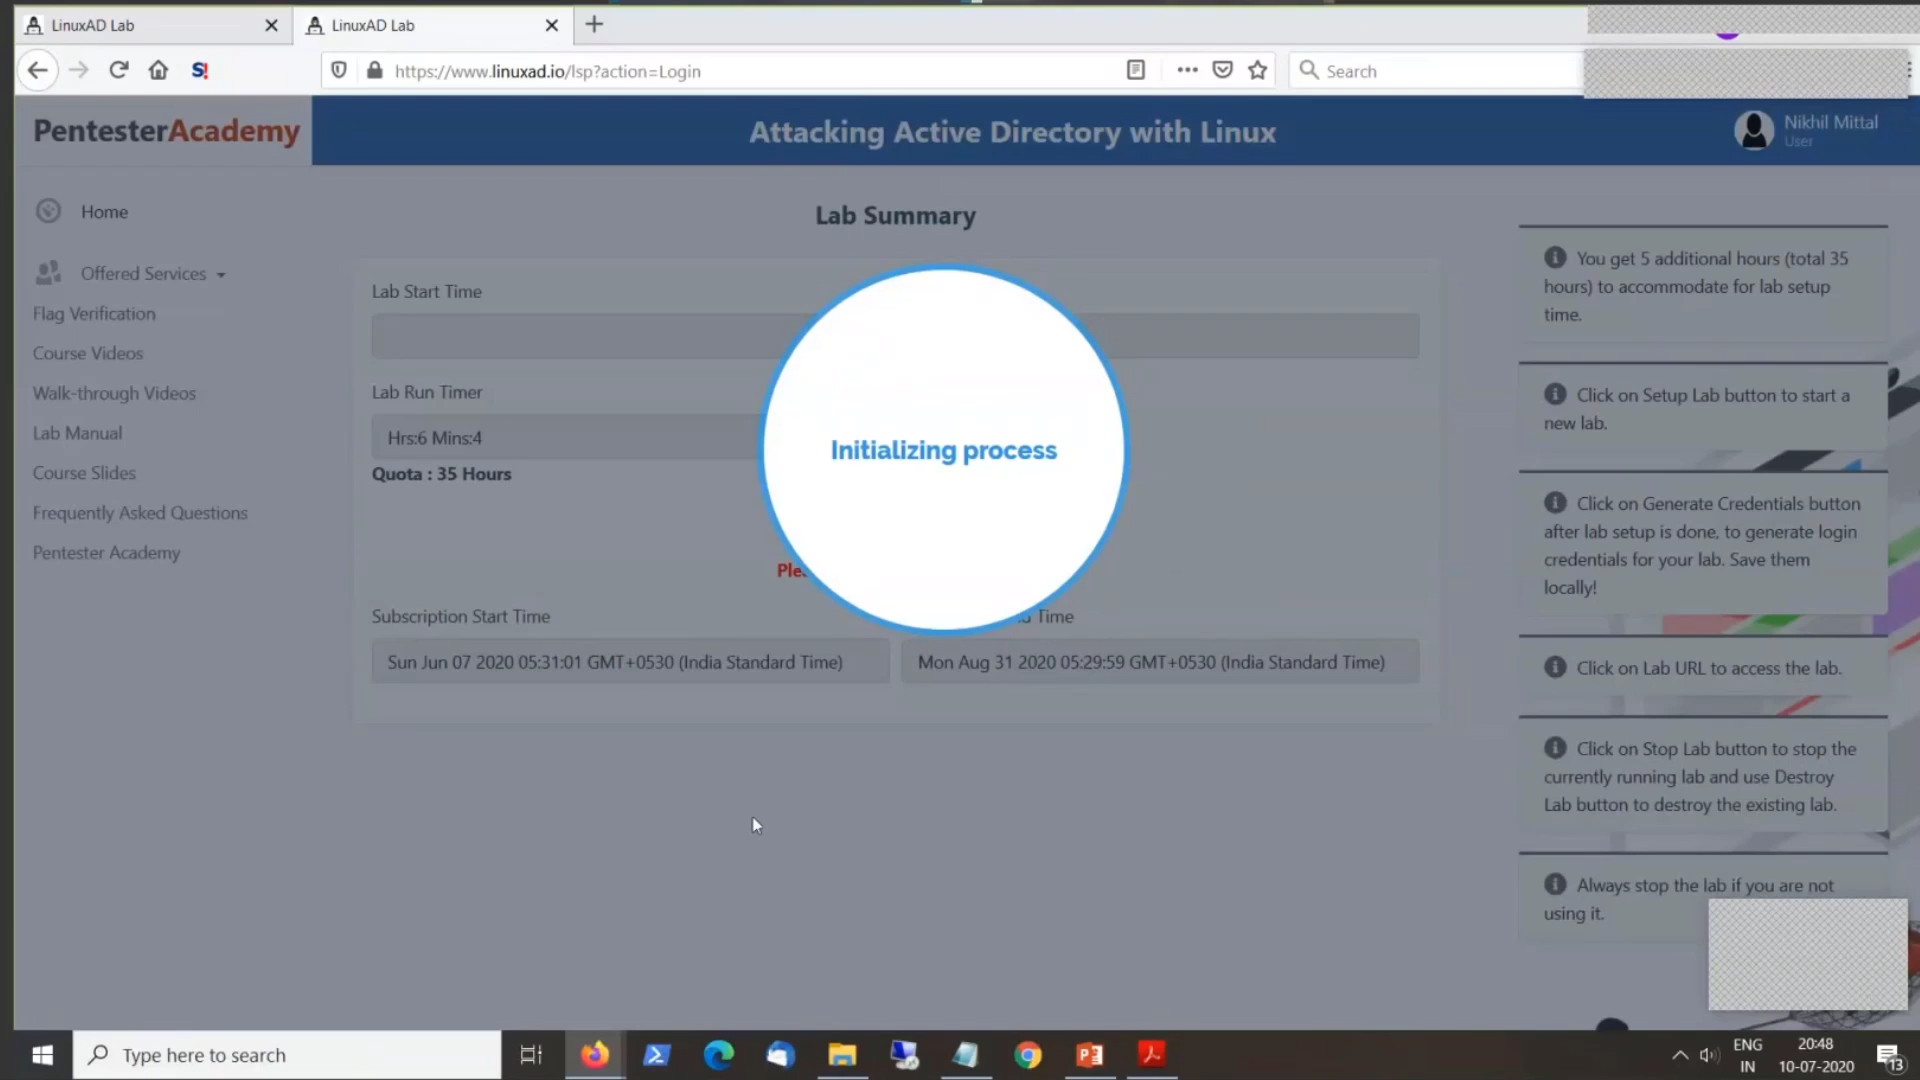 LinuxAD Lab
LinuxAD Lab
S!
https://www.linuxad.io/lsp?action=Login
Search
PentesterAcademy
Attacking Active Directory with Linux
Nikhil Mittal
User
Home
Offered Services
Flag Verification
Course Videos
Walk-through Videos
Lab Manual
Course Slides
Frequently Asked Questions
Pentester Academy
Lab Summary
Lab Start Time
Lab Run Timer
Hrs:6 Mins:4
Quota : 35 Hours
Initializing process
Subscription Start Time
Time
Sun Jun 07 2020 05:31:01 GMT+0530 (India Standard Time)
Mon Aug 31 2020 05:29:59 GMT+0530 (India Standard Time)
You get 5 additional hours (total 35
hours) to accommodate for lab setup
time.
Click on Setup Lab button to start a
new lab.
Click on Generate Credentials button
after lab setup is done, to generate login
credentials for your lab. Save them
locally!
Click on Lab URL to access the lab.
Click on Stop Lab button to stop the
currently running lab and use Destroy
Lab button to destroy the existing lab.
Always stop the lab if you are not
using it.
Type here to search
ENG
IN
20:48
10-07-2020
13